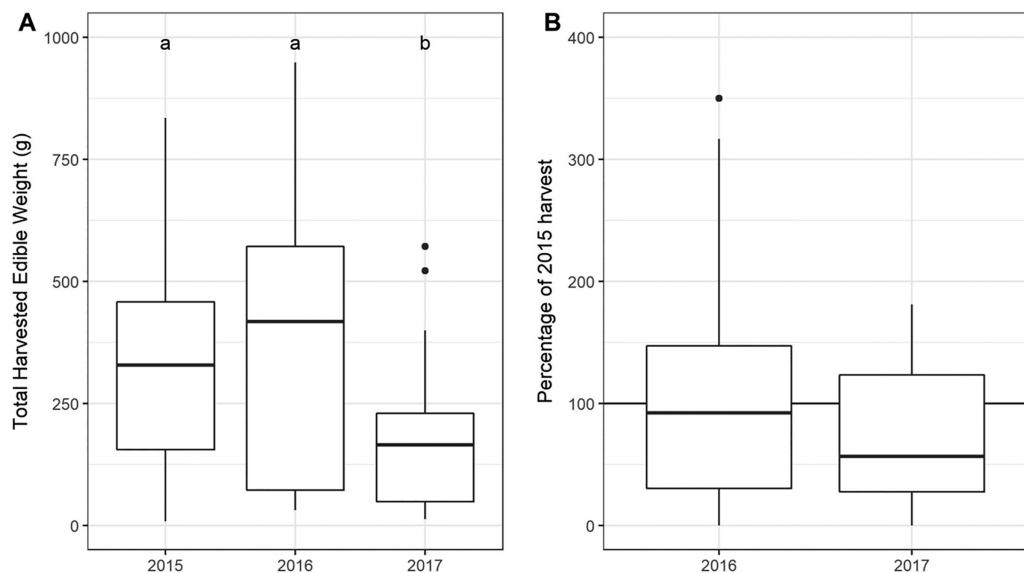 A
Total Harvested Edible Weight (g)
1000
750
500
250
0
a a b
2015 2016 2017
B
Percentage of 2015 harvest
400
300
200
100
0
2016 2017